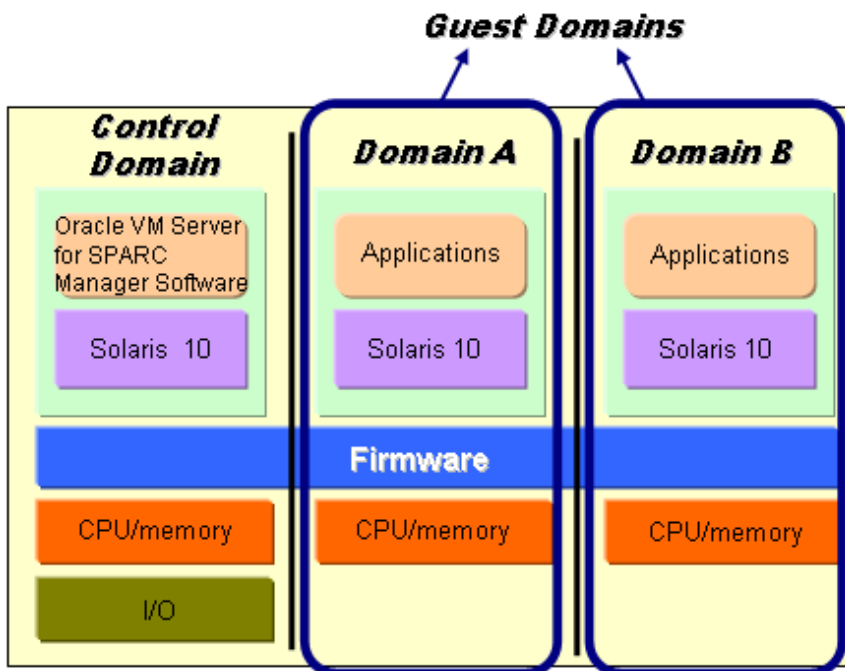 Guest Domains
Control
Domain
Domain A
Domain B
Oracle VM Server
for SPARC
Manager Software
Applications
Applications
Solaris 10
Solaris 10
Solaris 10
Firmware
CPU/memory
CPU/memory
CPU/memory
I/O